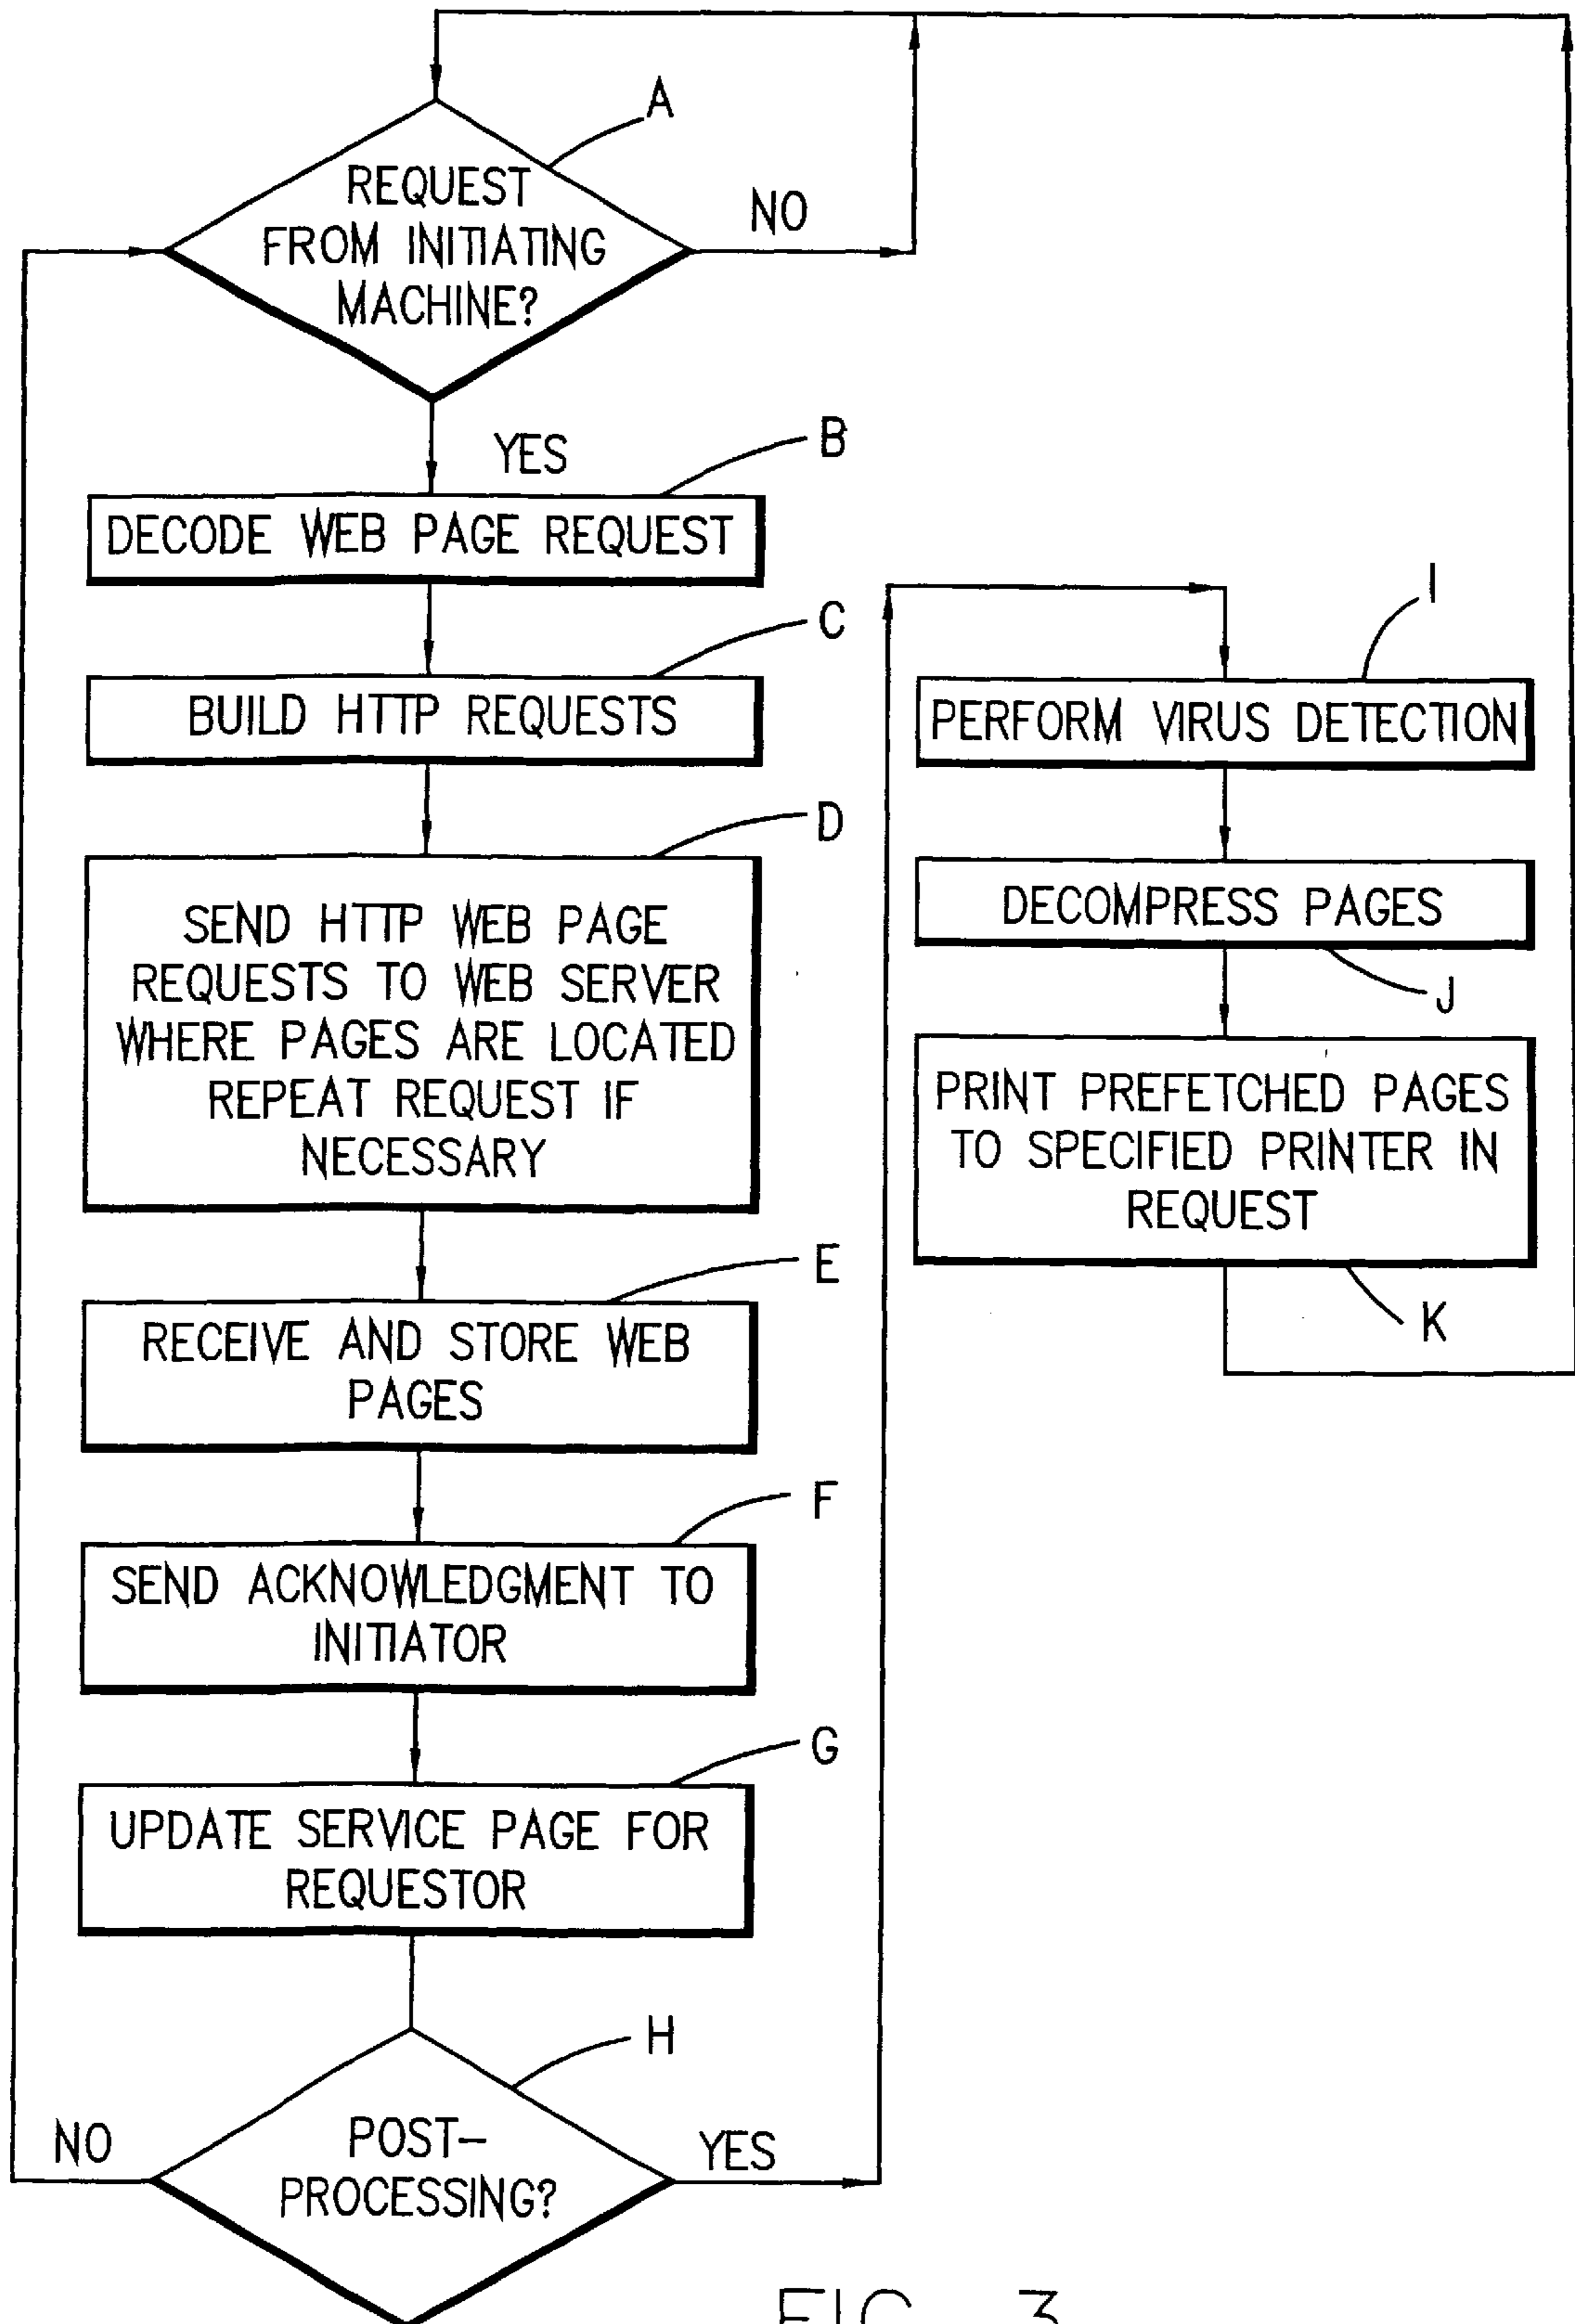 A
REQUEST
FROM INITIATING
MACHINE?
NO
YES
B
DECODE WEB PAGE REQUEST
C
BUILD HTTP REQUESTS
D
SEND HTTP WEB PAGE
REQUESTS TO WEB SERVER
WHERE PAGES ARE LOCATED
REPEAT REQUEST IF
NECESSARY
E
RECEIVE AND STORE WEB
PAGES
F
SEND ACKNOWLEDGMENT TO
INITIATOR
G
UPDATE SERVICE PAGE FOR
REQUESTOR
H
POST-
PROCESSING?
NO
YES
I
PERFORM VIRUS DETECTION
DECOMPRESS PAGES
J
PRINT PREFETCHED PAGES
TO SPECIFIED PRINTER IN
REQUEST
K
FIG. 3